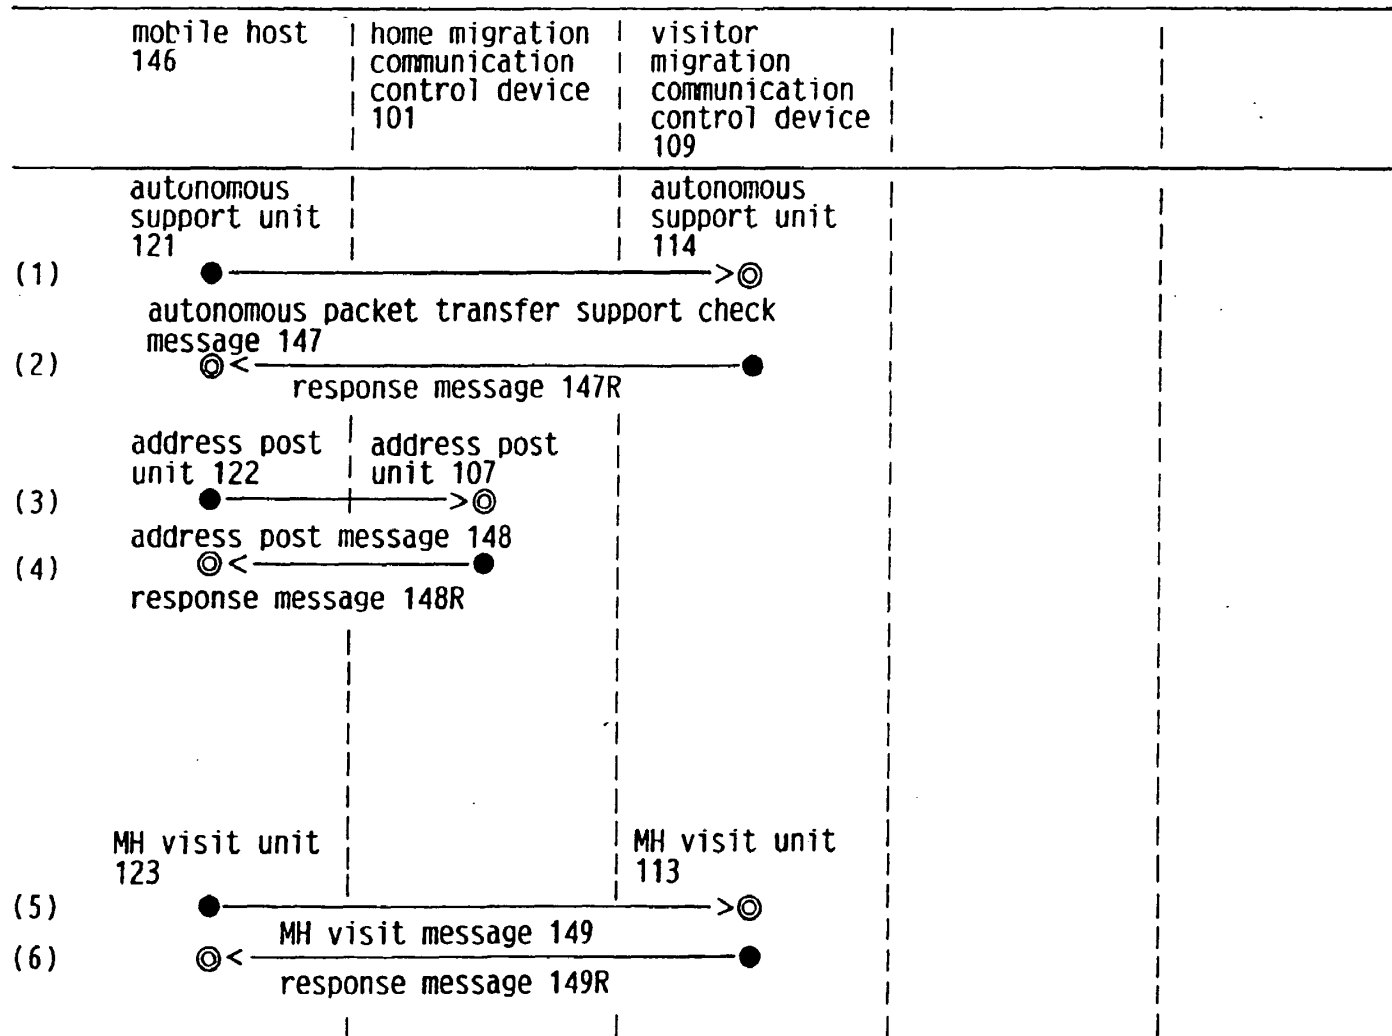 mobile host
146
home migration
communication
control device
101
visitor
migration
communication
control device
109
autonomous
support unit
121
autonomous
support unit
114
(1)
autonomous packet transfer support check
message 147
(2)
response message 147R
address post
unit 122
address post
unit 107
(3)
address post message 148
(4)
response message 148R
MH visit unit
123
MH visit unit
113
(5)
MH visit message 149
(6)
response message 149R